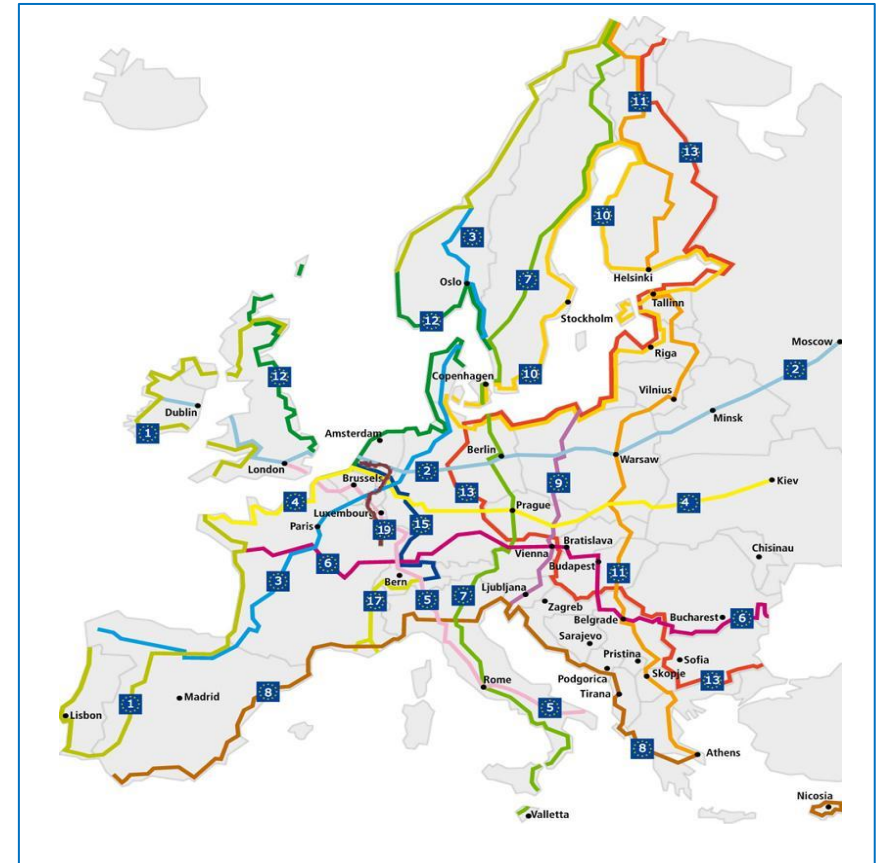 11
13
10
3
7
Oslo
Helsinki
Tallinn
12
Stockholm
Moscow
Riga
2
12
Copenhagen
10
Vilnius
Dublin
Minsk
1
Amsterdam
Berlin
Warsaw
London
2
Brussels
9
Kiev
13
4
4
Prague
Luxembourg
15
Paris
19
Bratislava
Vienna
Chisinau
6
Budapest
3
11
Bern
Ljubljana
5
7
17
Zagreb
Bucharest
6
Belgrade
Sarajevo
Pristina
Sofia
Rome
Podgorica
Skopje
13
8
Madrid
Tirana
1
5
Lisbon
8
Athens
Nicosia
Valletta